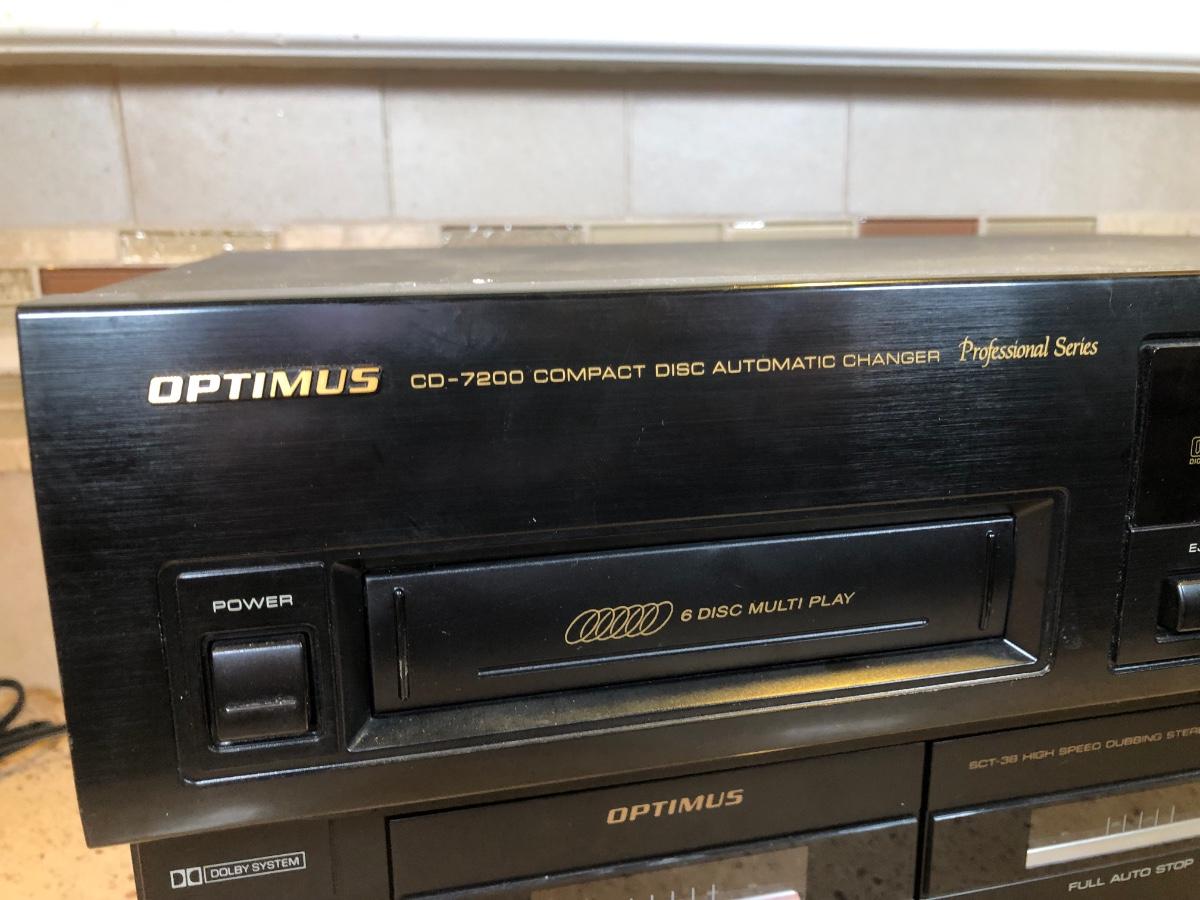 OPTIMUS CD-7200 COMPACT DISC AUTOMATIC CHANGER Professional Series
POWER
6 DISC MULTI PLAY
OPTIMUS
SCT-38 HIGH SPEED DUBBING
DOLBY SYSTEM
FULL AUTO STOP